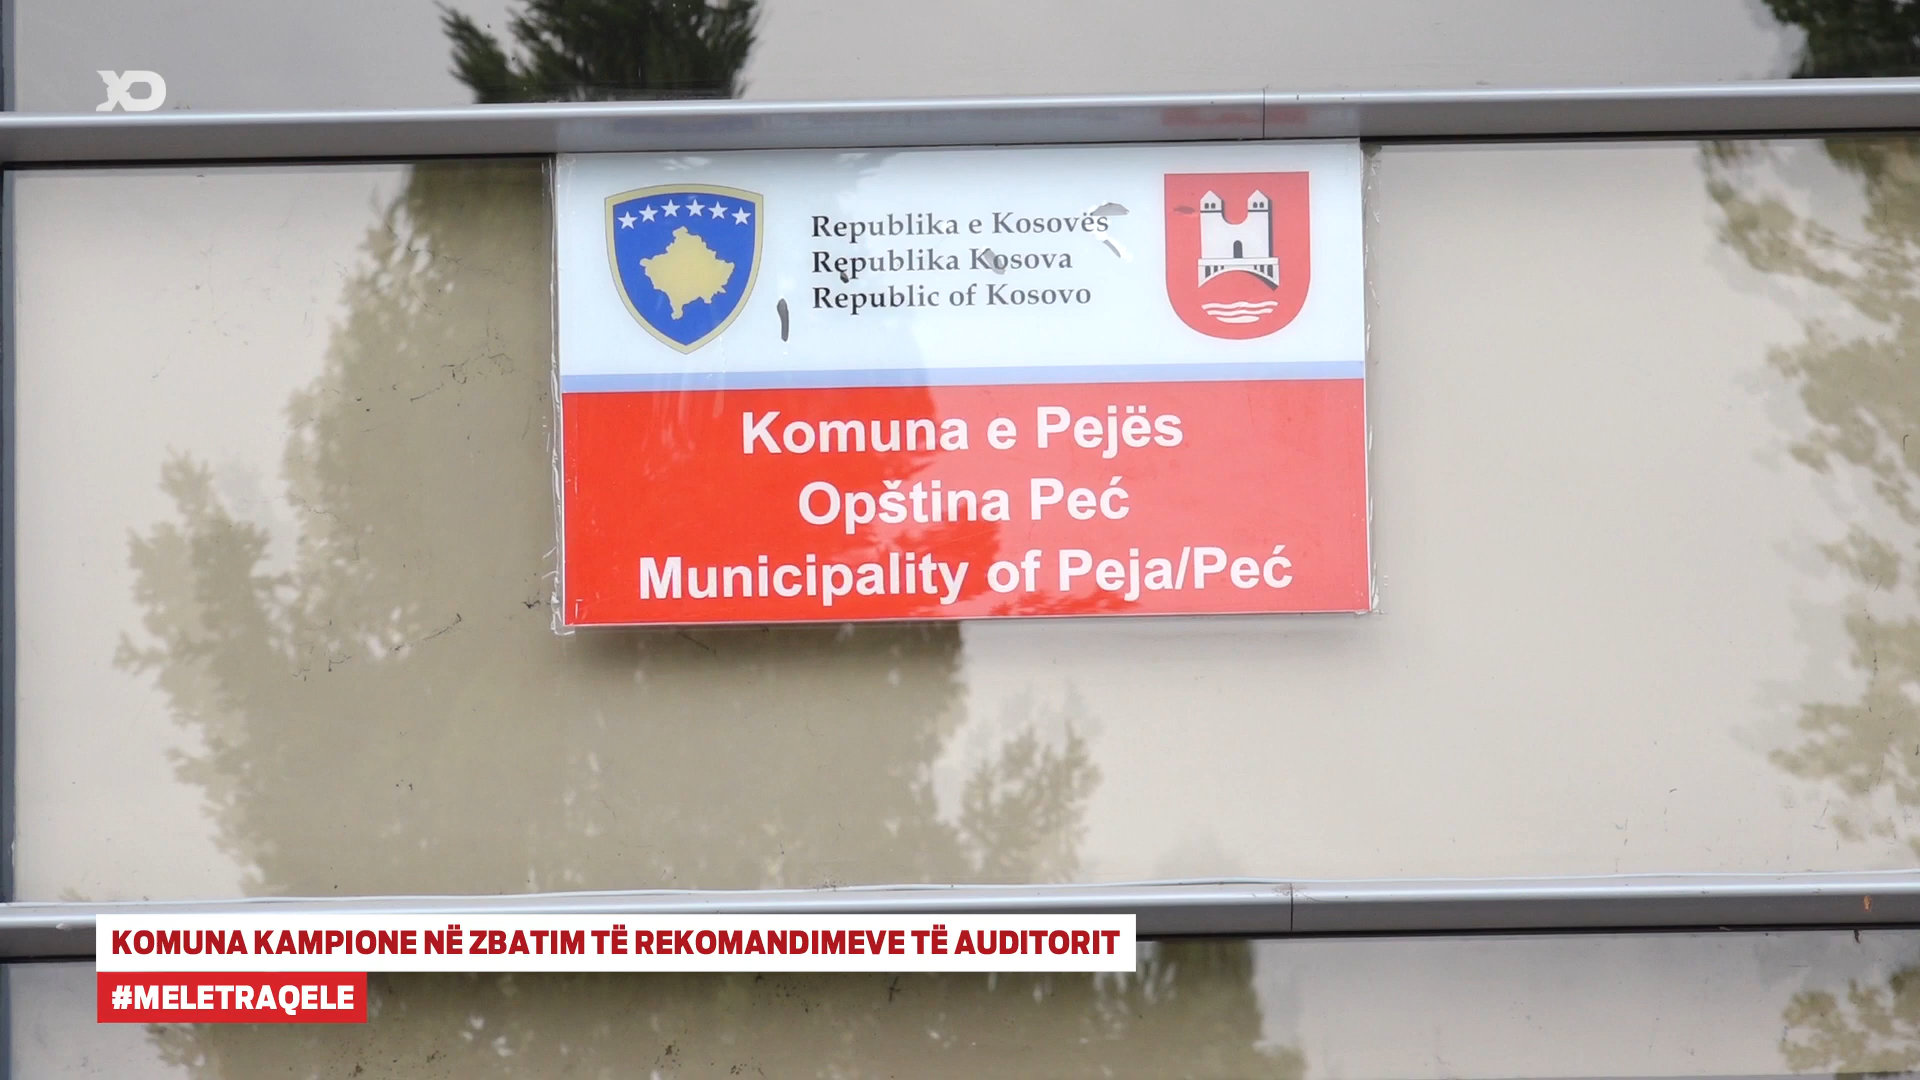 XD
Republika e Kosovës
Republika Kosova
Republic of Kosovo
Komuna e Pejës
Opština Peć
Municipality of Peja/Peć
KOMUNA KAMPIONE NË ZBATIM TË REKOMANDIMEVE TË AUDITORIT
#MELETRAQELE